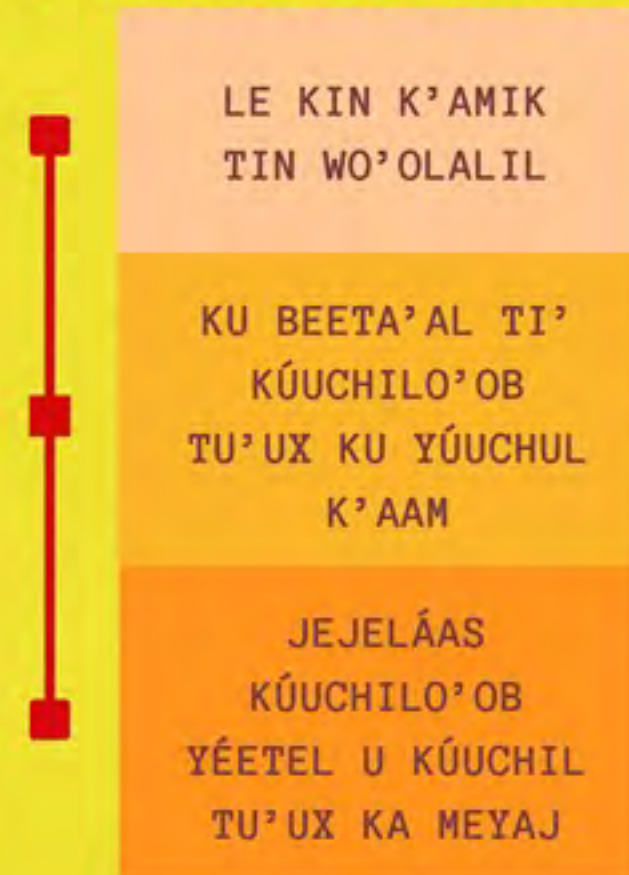 LE KIN K’AMIK
TIN WO’OLALIL
KU BEETA’AL TI’
KÚUCHILO’OB
TU’UX KU YÚUCHUL
K’AAM
JEJELÁAS
KÚUCHILO’OB
YÉETEL U KÚUCHIL
TU’UX KA MEYAJ